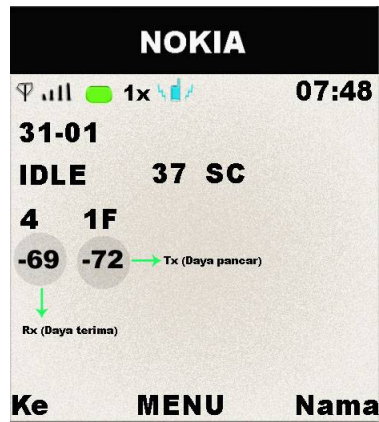 NOKIA
1x 07:48
31-01
IDLE 37 SC
4 1F
-69 -72 Tx (Daya pancar)
Rx (Daya terima)
Ke MENU Nama